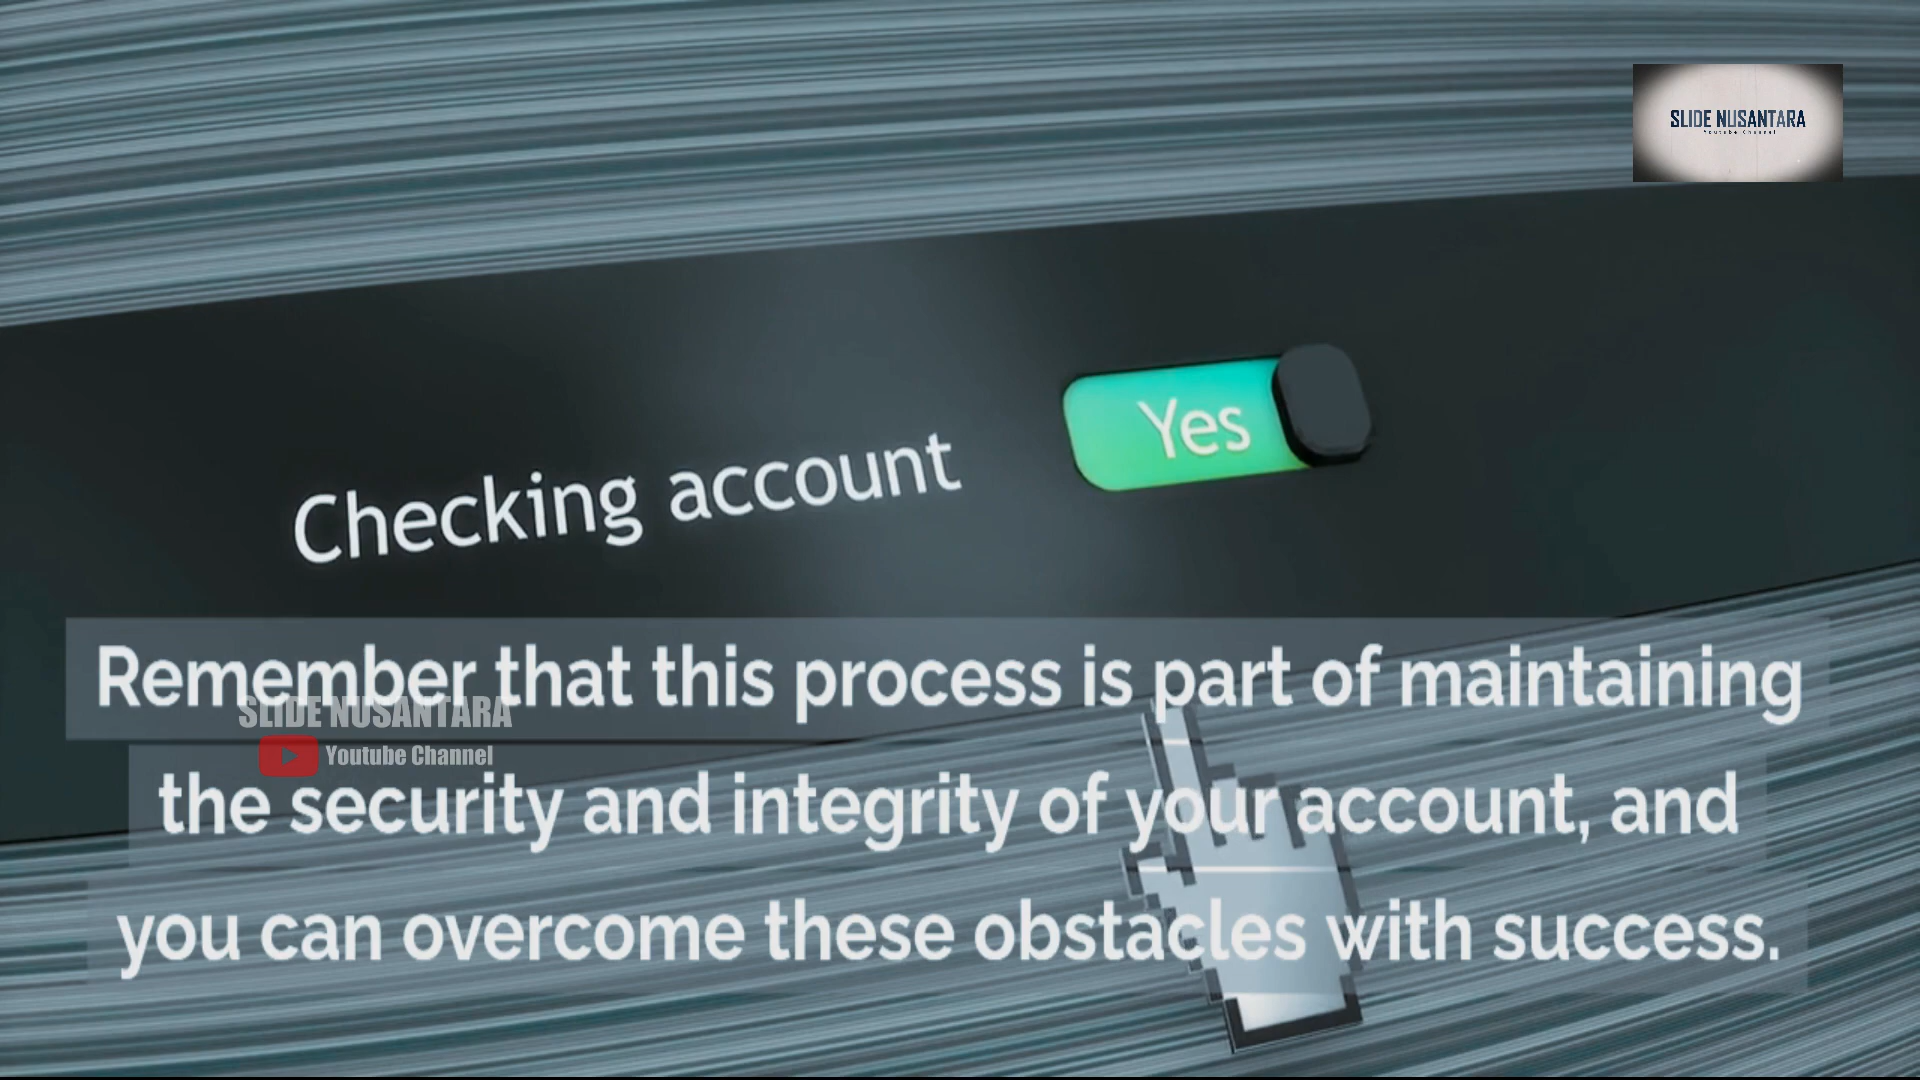 SLIDE NUSANTARA
Youtube Channel
Yes
Checking account
Remember that this process is part of maintaining
SLIDE NUSANTARA
Youtube Channel
the security and integrity of your account, and
you can overcome these obstacles with success.